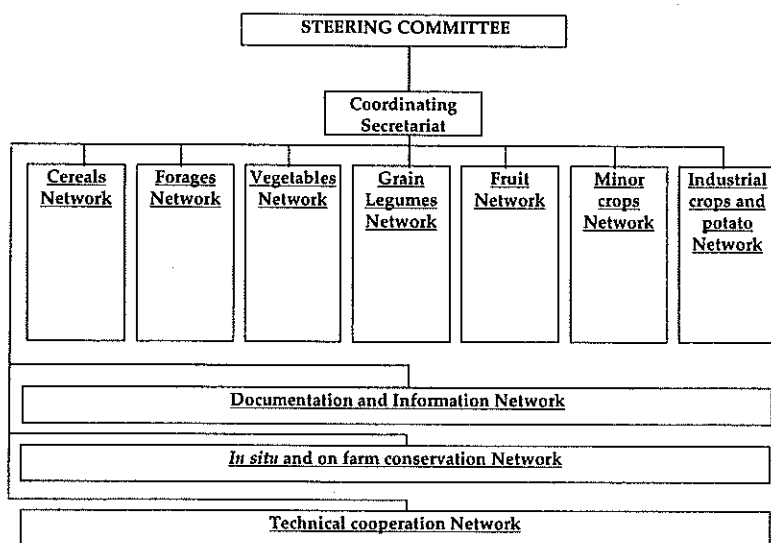 STEERING COMMITTEE
Coordinating
Secretariat
Cereals
Network
Forages
Network
Vegetables
Network
Grain
Legumes
Network
Fruit
Network
Minor
crops
Network
Industrial
crops and
potato
Network
Documentation and Information Network
In situ and on farm conservation Network
Technical cooperation Network